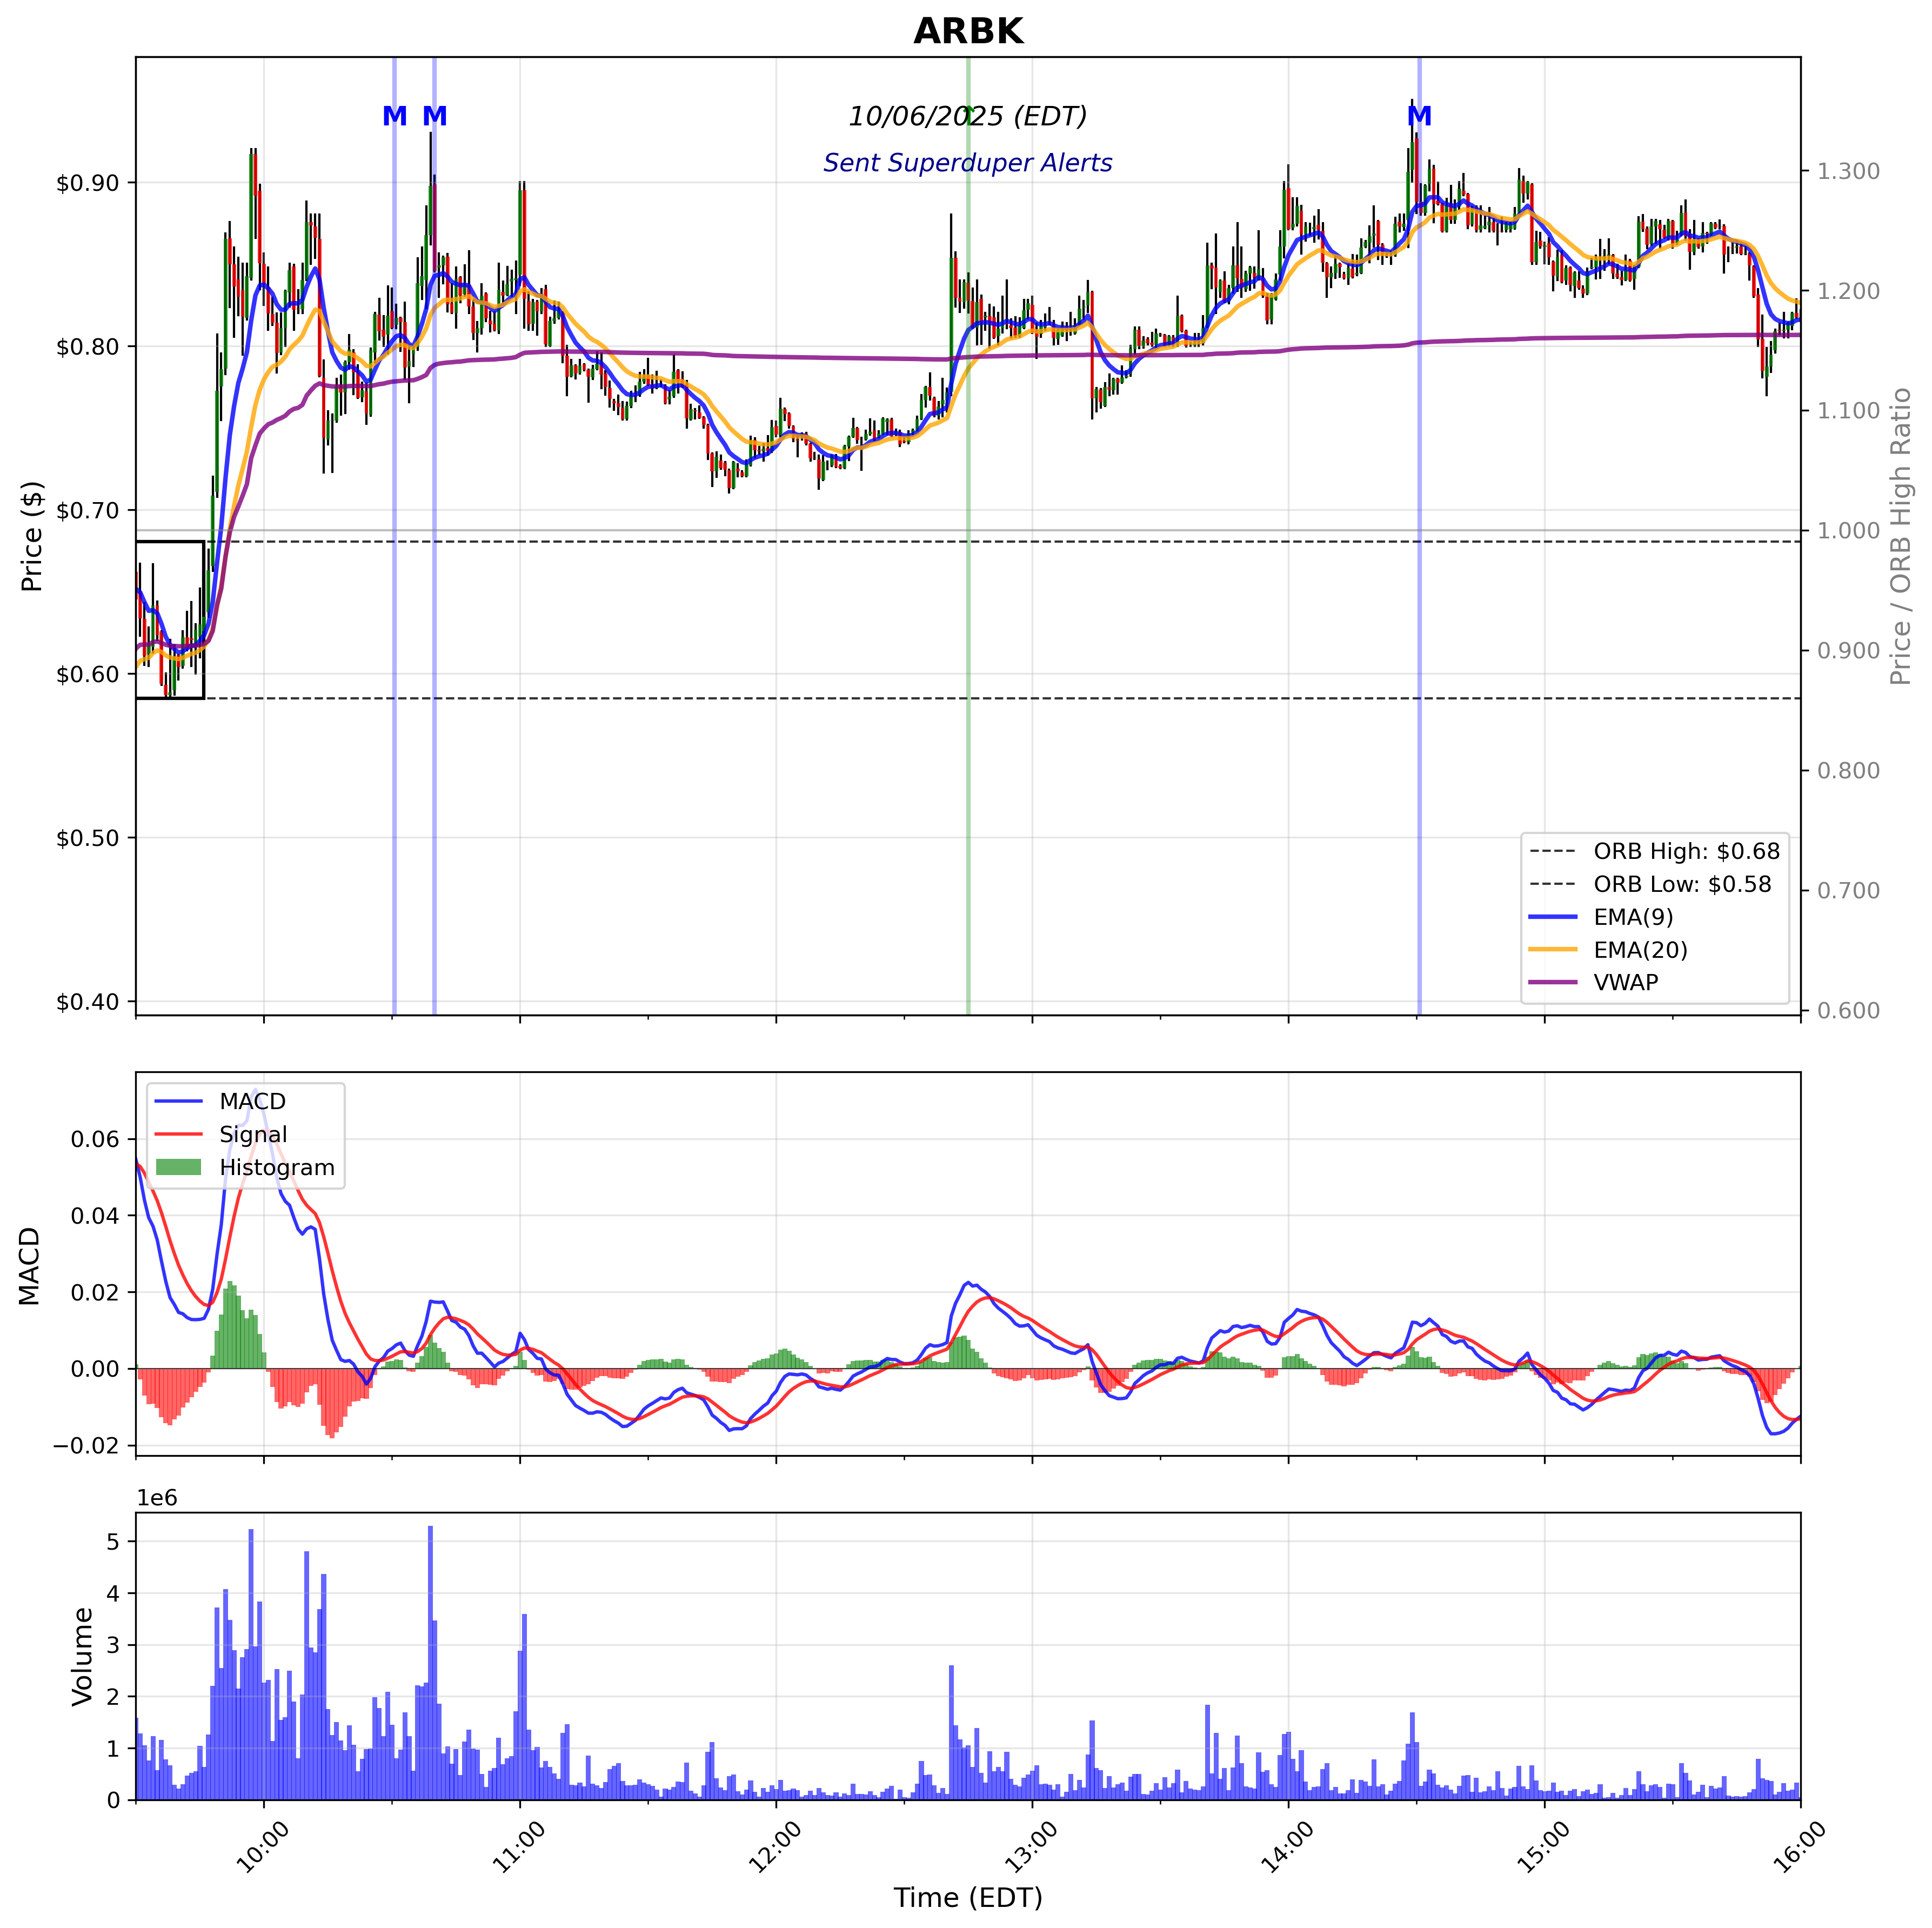 ARBK
M M ↑ M
10/06/2025 (EDT)
Sent Superduper Alerts
Price ($)
$0.90
$0.80
$0.70
$0.60
$0.50
$0.40
1.300
1.200
1.100
1.000
0.900
0.800
0.700
0.600
Price / ORB High Ratio
ORB High: $0.68
ORB Low: $0.58
EMA(9)
EMA(20)
VWAP
MACD
0.06
0.04
0.02
0.00
−0.02
MACD
Signal
Histogram
1e6
Volume
5
4
3
2
1
0
10:00
11:00
12:00
13:00
14:00
15:00
16:00
Time (EDT)